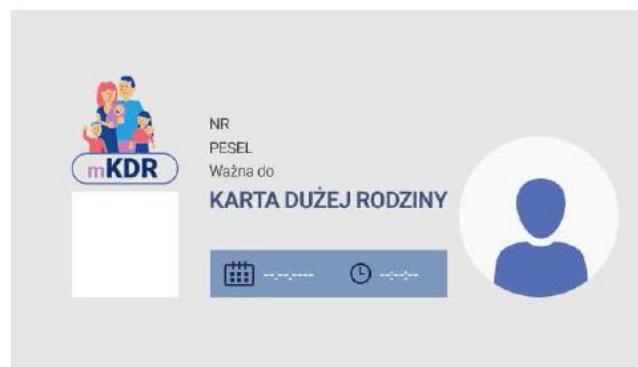 mKDR
NR
PESEL
Ważna do
KARTA DUŻEJ RODZINY
--.--.---- --:--:--